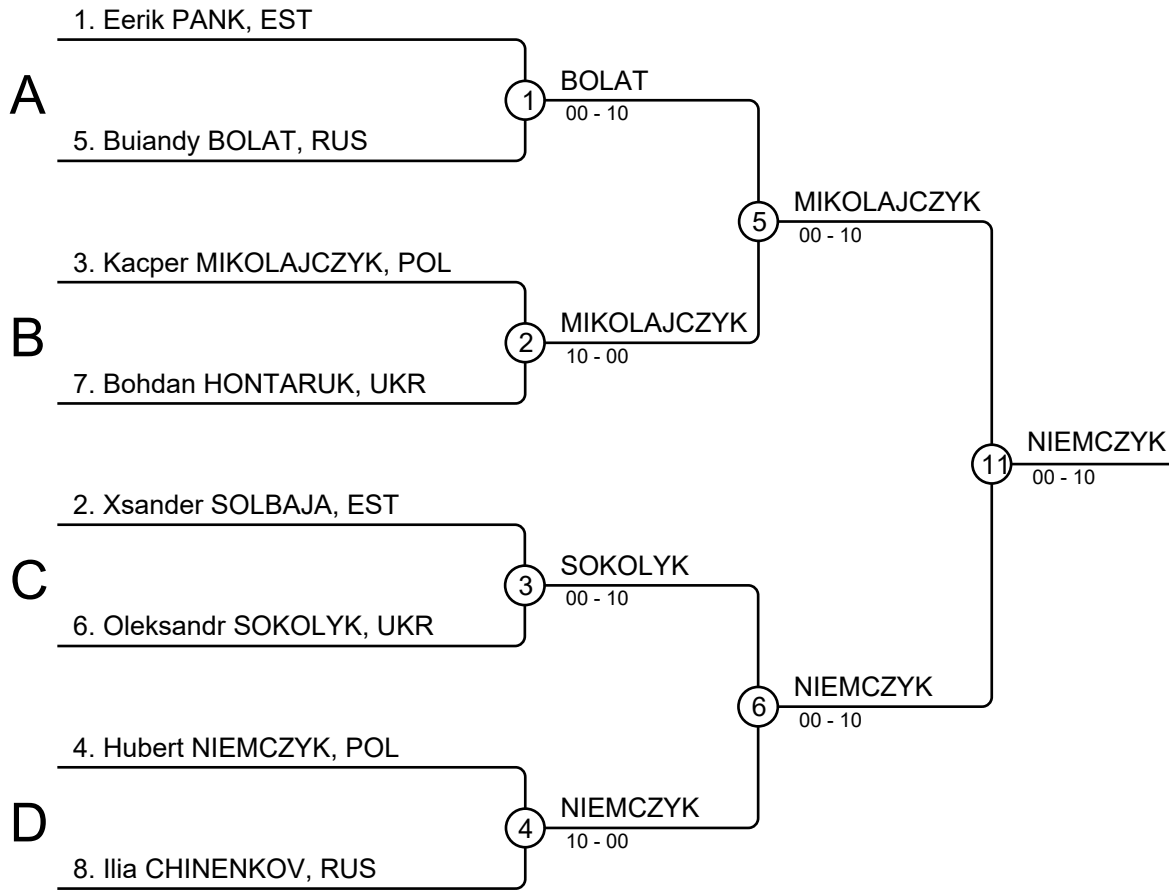 1. Eerik PANK, EST
A
1
BOLAT
00 - 10
5. Buiandy BOLAT, RUS
5
MIKOLAJCZYK
00 - 10
3. Kacper MIKOLAJCZYK, POL
B
2
MIKOLAJCZYK
10 - 00
7. Bohdan HONTARUK, UKR
11
NIEMCZYK
00 - 10
2. Xsander SOLBAJA, EST
C
3
SOKOLYK
00 - 10
6. Oleksandr SOKOLYK, UKR
6
NIEMCZYK
00 - 10
4. Hubert NIEMCZYK, POL
D
4
NIEMCZYK
10 - 00
8. Ilia CHINENKOV, RUS